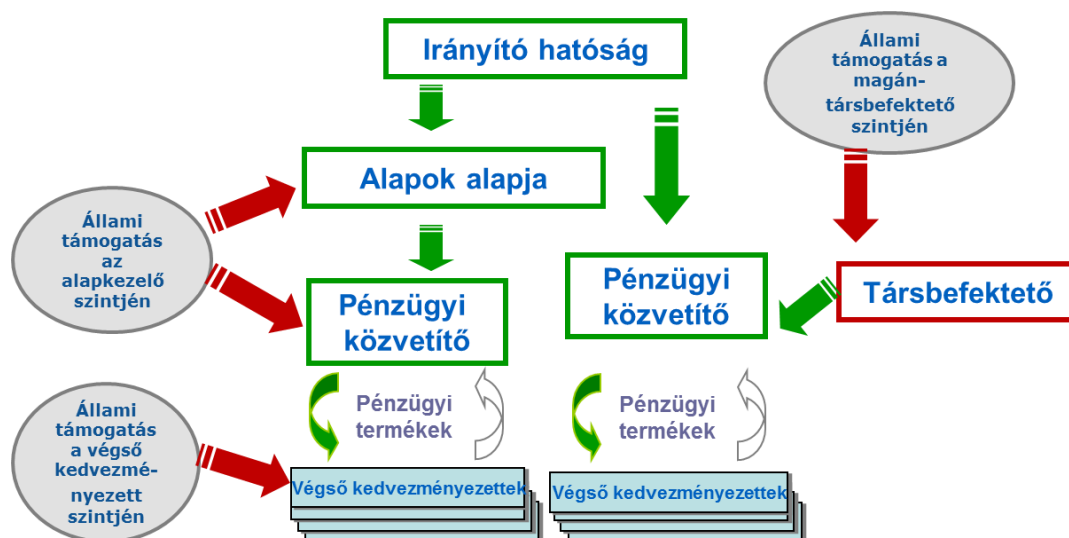 Irányító hatóság
Állami
támogatás a
magán-
társbefektető
szintjén
Alapok alapja
Állami
támogatás
az
alapkezelő
szintjén
Pénzügyi
közvetítő
Pénzügyi
közvetítő
Társbefektető
Pénzügyi
termékek
Pénzügyi
termékek
Állami
támogatás
a végső
kedvezmé-
nyezett
szintjén
Végső kedvezményezettek
Végső kedvezményezettek